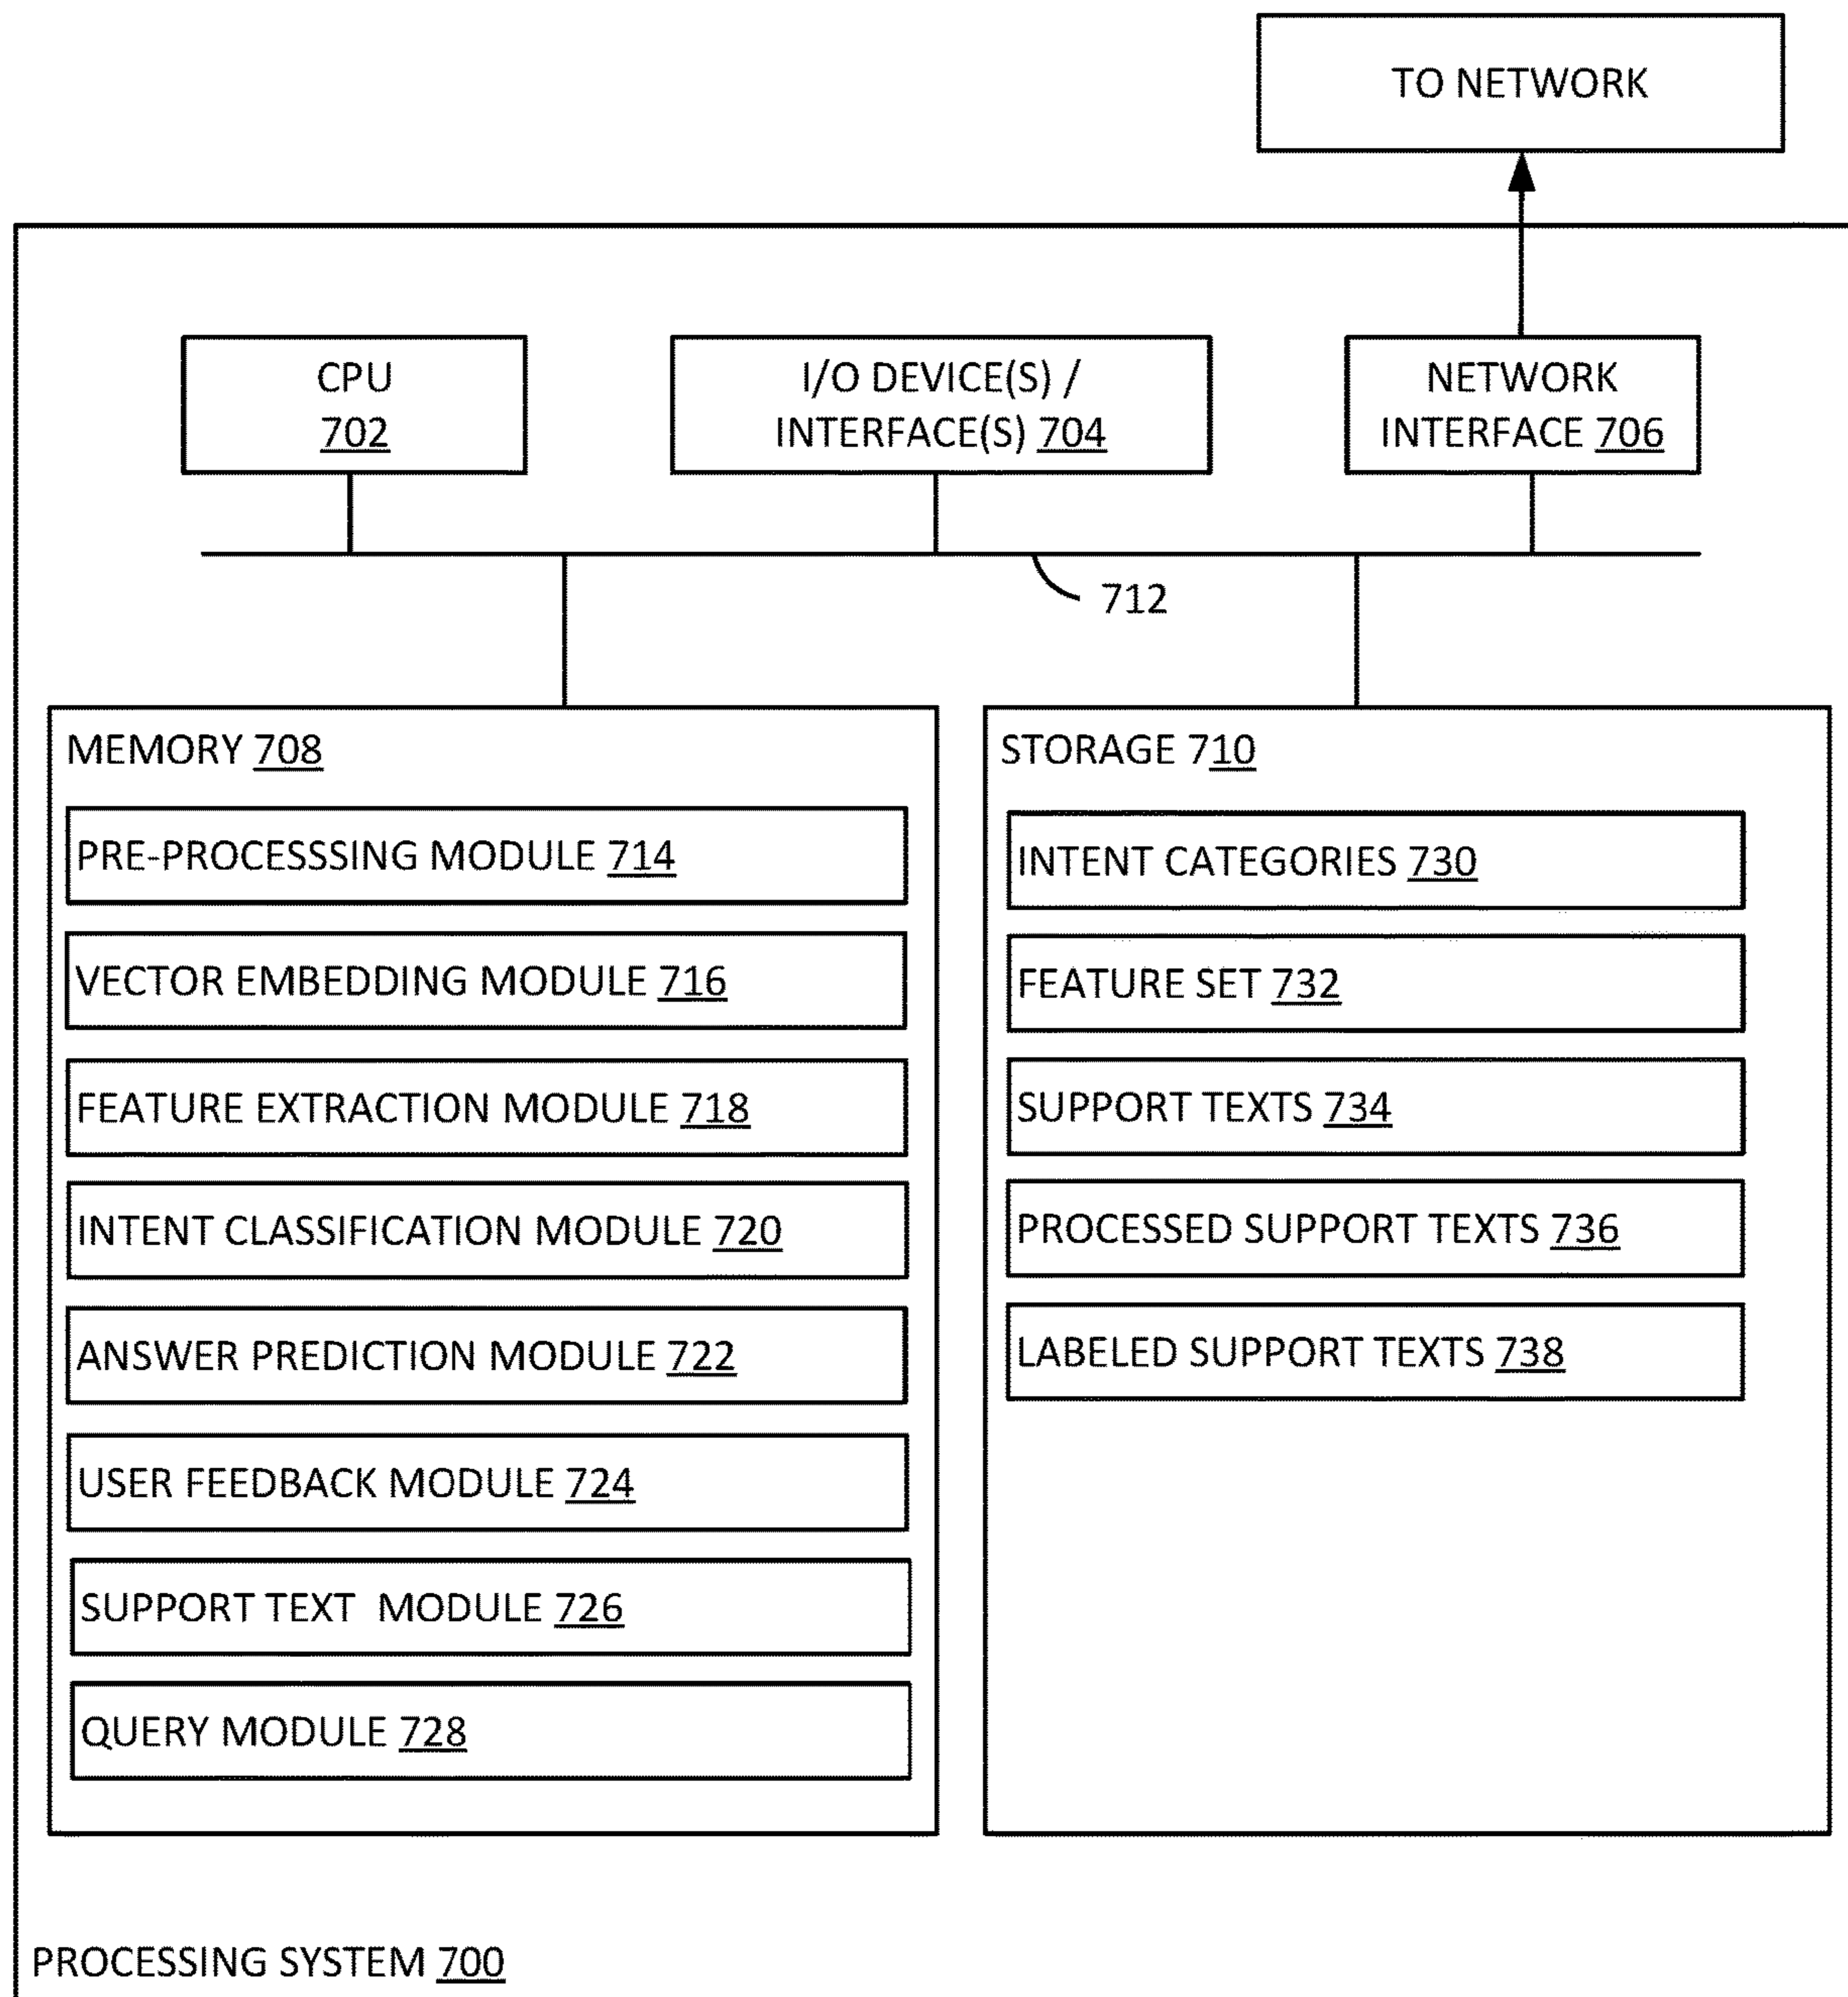 TO NETWORK
CPU
702
I/O DEVICE(S) /
INTERFACE(S) 704
NETWORK
INTERFACE 706
712
MEMORY 708
PRE-PROCESSSING MODULE 714
VECTOR EMBEDDING MODULE 716
FEATURE EXTRACTION MODULE 718
INTENT CLASSIFICATION MODULE 720
ANSWER PREDICTION MODULE 722
USER FEEDBACK MODULE 724
SUPPORT TEXT  MODULE 726
QUERY MODULE 728
STORAGE 710
INTENT CATEGORIES 730
FEATURE SET 732
SUPPORT TEXTS 734
PROCESSED SUPPORT TEXTS 736
LABELED SUPPORT TEXTS 738
PROCESSING SYSTEM 700